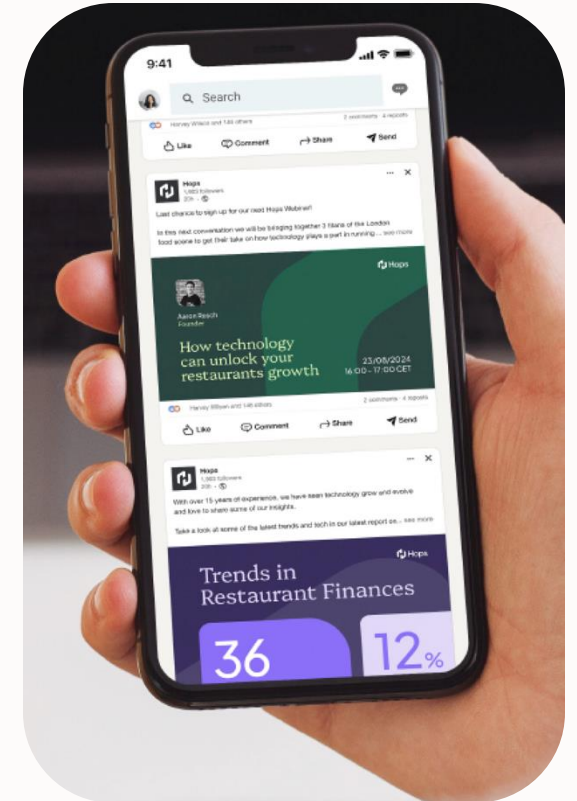 9:41
Search
Harvey Wilson and 146 others
2 comments · 4 reposts
Like
Comment
Share
Send
Hops
1,983 followers
20h
Last chance to sign up for our next Hops Webinar!
In this next conversation we will be bringing together 3 titans of the London
food scene to get their take on how technology plays a part in running ... see more
Hops
Aaron Resch
Founder
How technology
can unlock your
restaurants growth
23/08/2024
16:00 - 17:00 CET
Harvey Wilson and 146 others
2 comments · 4 reposts
Like
Comment
Share
Send
Hops
1,983 followers
20h
With over 15 years of experience, we have seen technology grow and evolve
and love to share some of our insights.
Take a look at some of the latest trends and tech in our latest report on... see more
Hops
Trends in
Restaurant Finances
36
12%